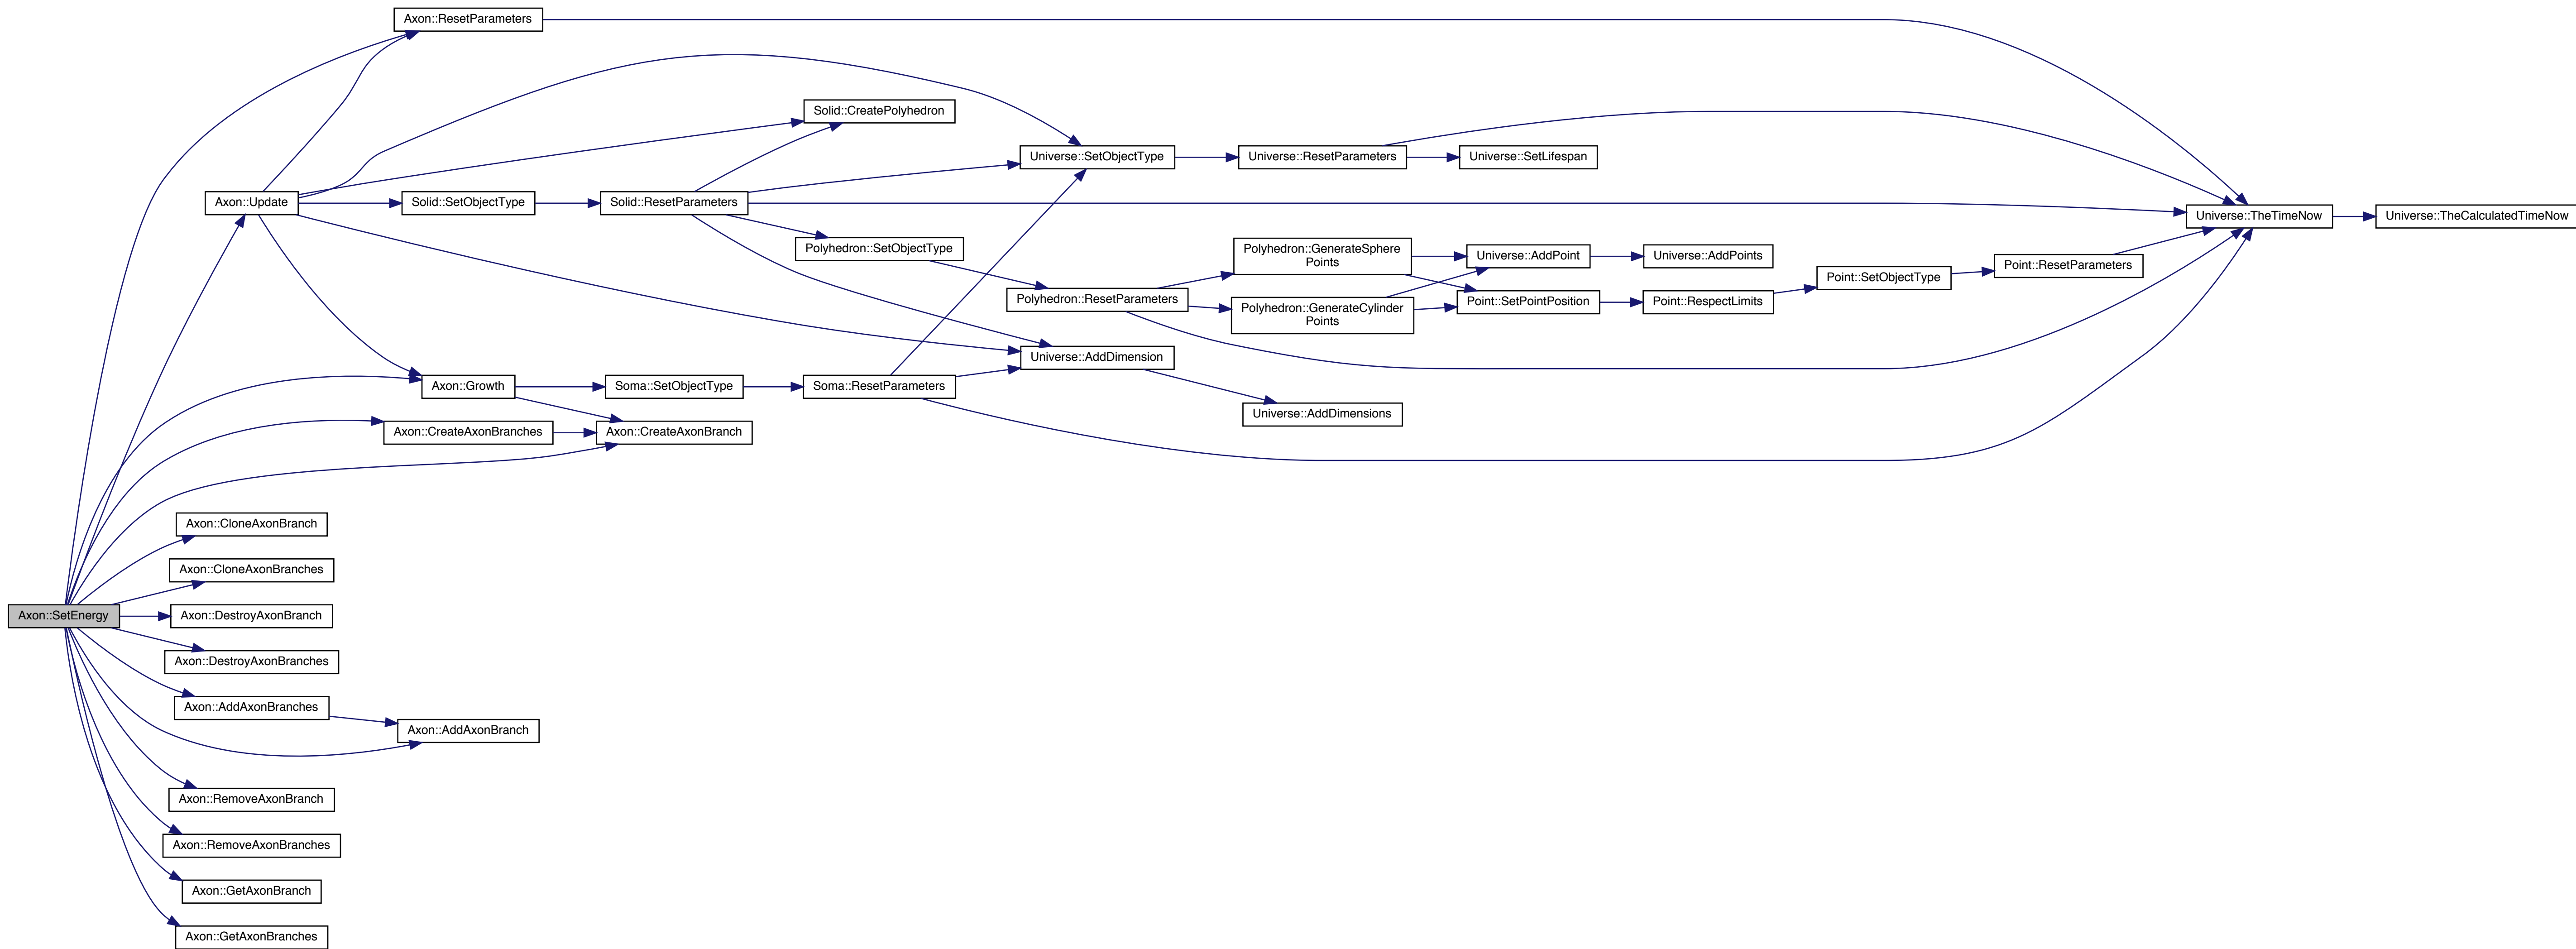 Axon::ResetParameters
Solid::CreatePolyhedron
Universe::SetObjectType
Universe::ResetParameters
Universe::SetLifespan
Axon::Update
Solid::SetObjectType
Solid::ResetParameters
Universe::TheTimeNow
Universe::TheCalculatedTimeNow
Polyhedron::SetObjectType
Polyhedron::GenerateSphere
Points
Universe::AddPoint
Universe::AddPoints
Point::ResetParameters
Point::SetObjectType
Polyhedron::ResetParameters
Polyhedron::GenerateCylinder
Points
Point::SetPointPosition
Point::RespectLimits
Universe::AddDimension
Axon::Growth
Soma::SetObjectType
Soma::ResetParameters
Universe::AddDimensions
Axon::CreateAxonBranches
Axon::CreateAxonBranch
Axon::CloneAxonBranch
Axon::CloneAxonBranches
Axon::SetEnergy
Axon::DestroyAxonBranch
Axon::DestroyAxonBranches
Axon::AddAxonBranches
Axon::AddAxonBranch
Axon::RemoveAxonBranch
Axon::RemoveAxonBranches
Axon::GetAxonBranch
Axon::GetAxonBranches